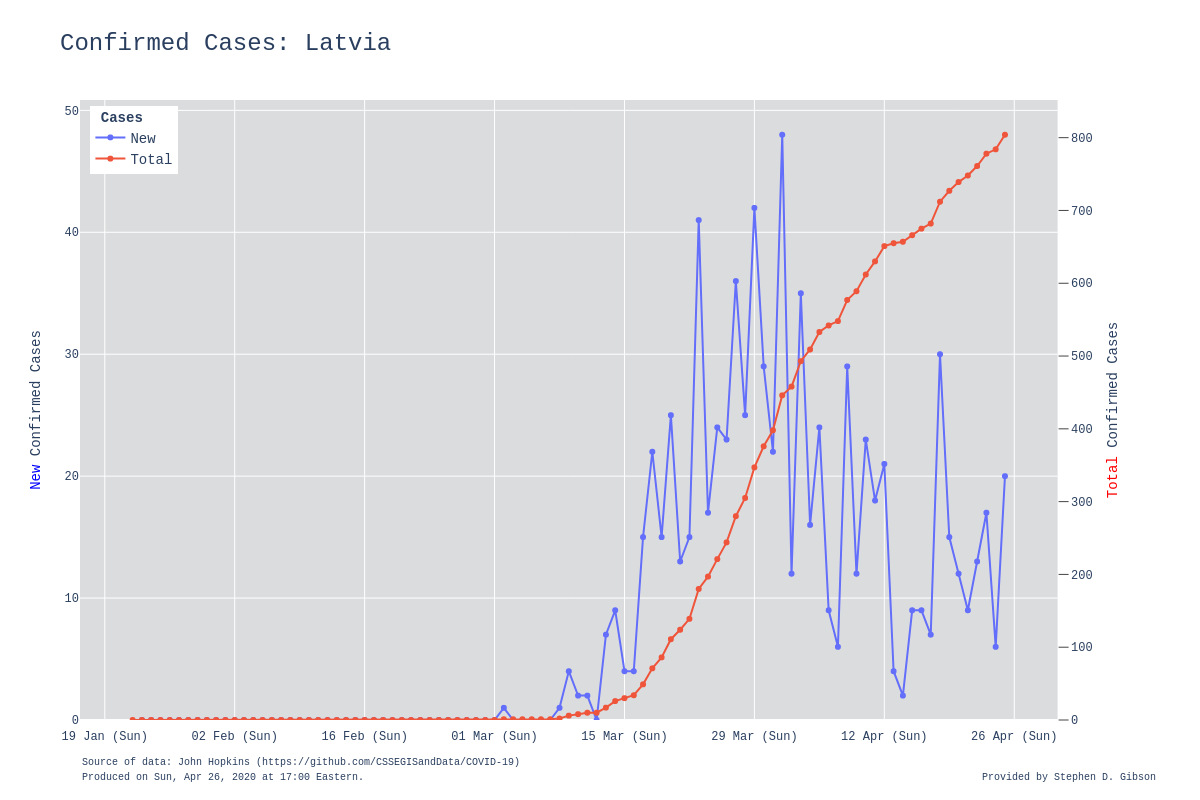 Confirmed Cases: Latvia
Cases
New
Total
50
40
30
20
10
0
800
700
600
500
400
300
200
100
0
New Confirmed Cases
Total Confirmed Cases
19 Jan (Sun)
02 Feb (Sun)
16 Feb (Sun)
01 Mar (Sun)
15 Mar (Sun)
29 Mar (Sun)
12 Apr (Sun)
26 Apr (Sun)
Source of data: John Hopkins (https://github.com/CSSEGISandData/COVID-19)
Produced on Sun, Apr 26, 2020 at 17:00 Eastern.
Provided by Stephen D. Gibson